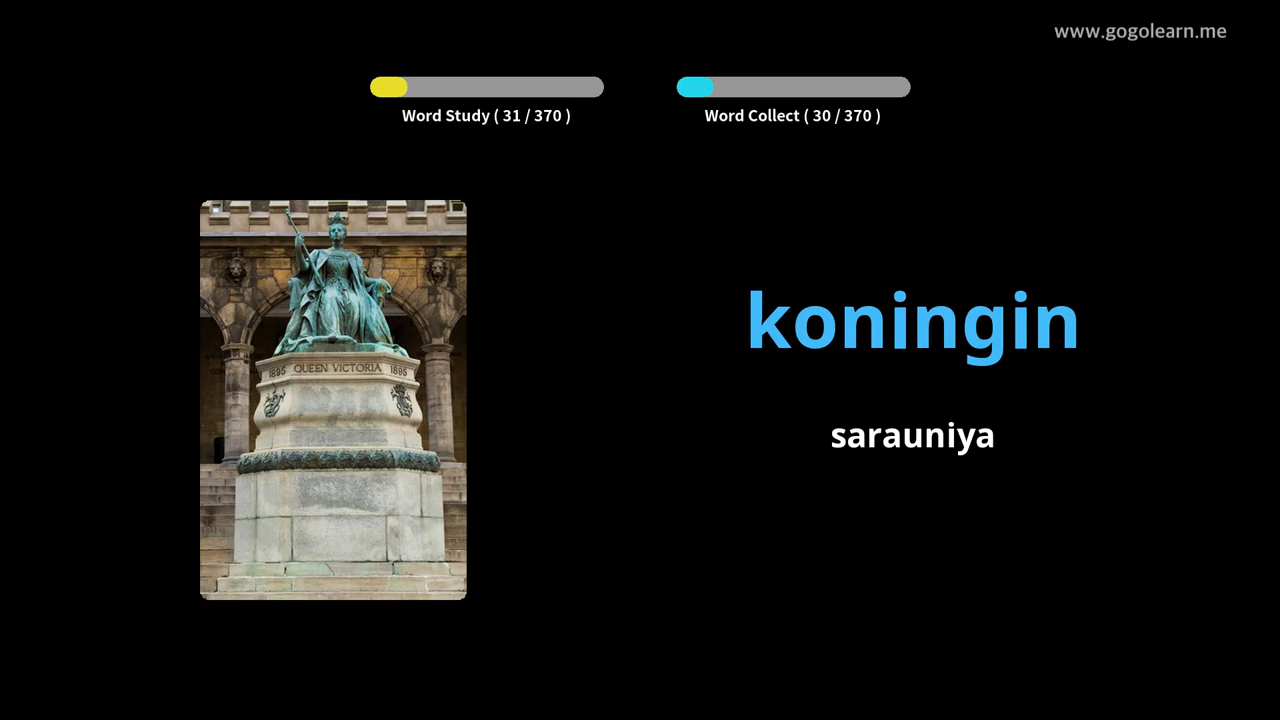 www.gogolearn.me
Word Study ( 31 / 370 )
Word Collect ( 30 / 370 )
1895 QUEEN VICTORIA 1895
koningin
sarauniya